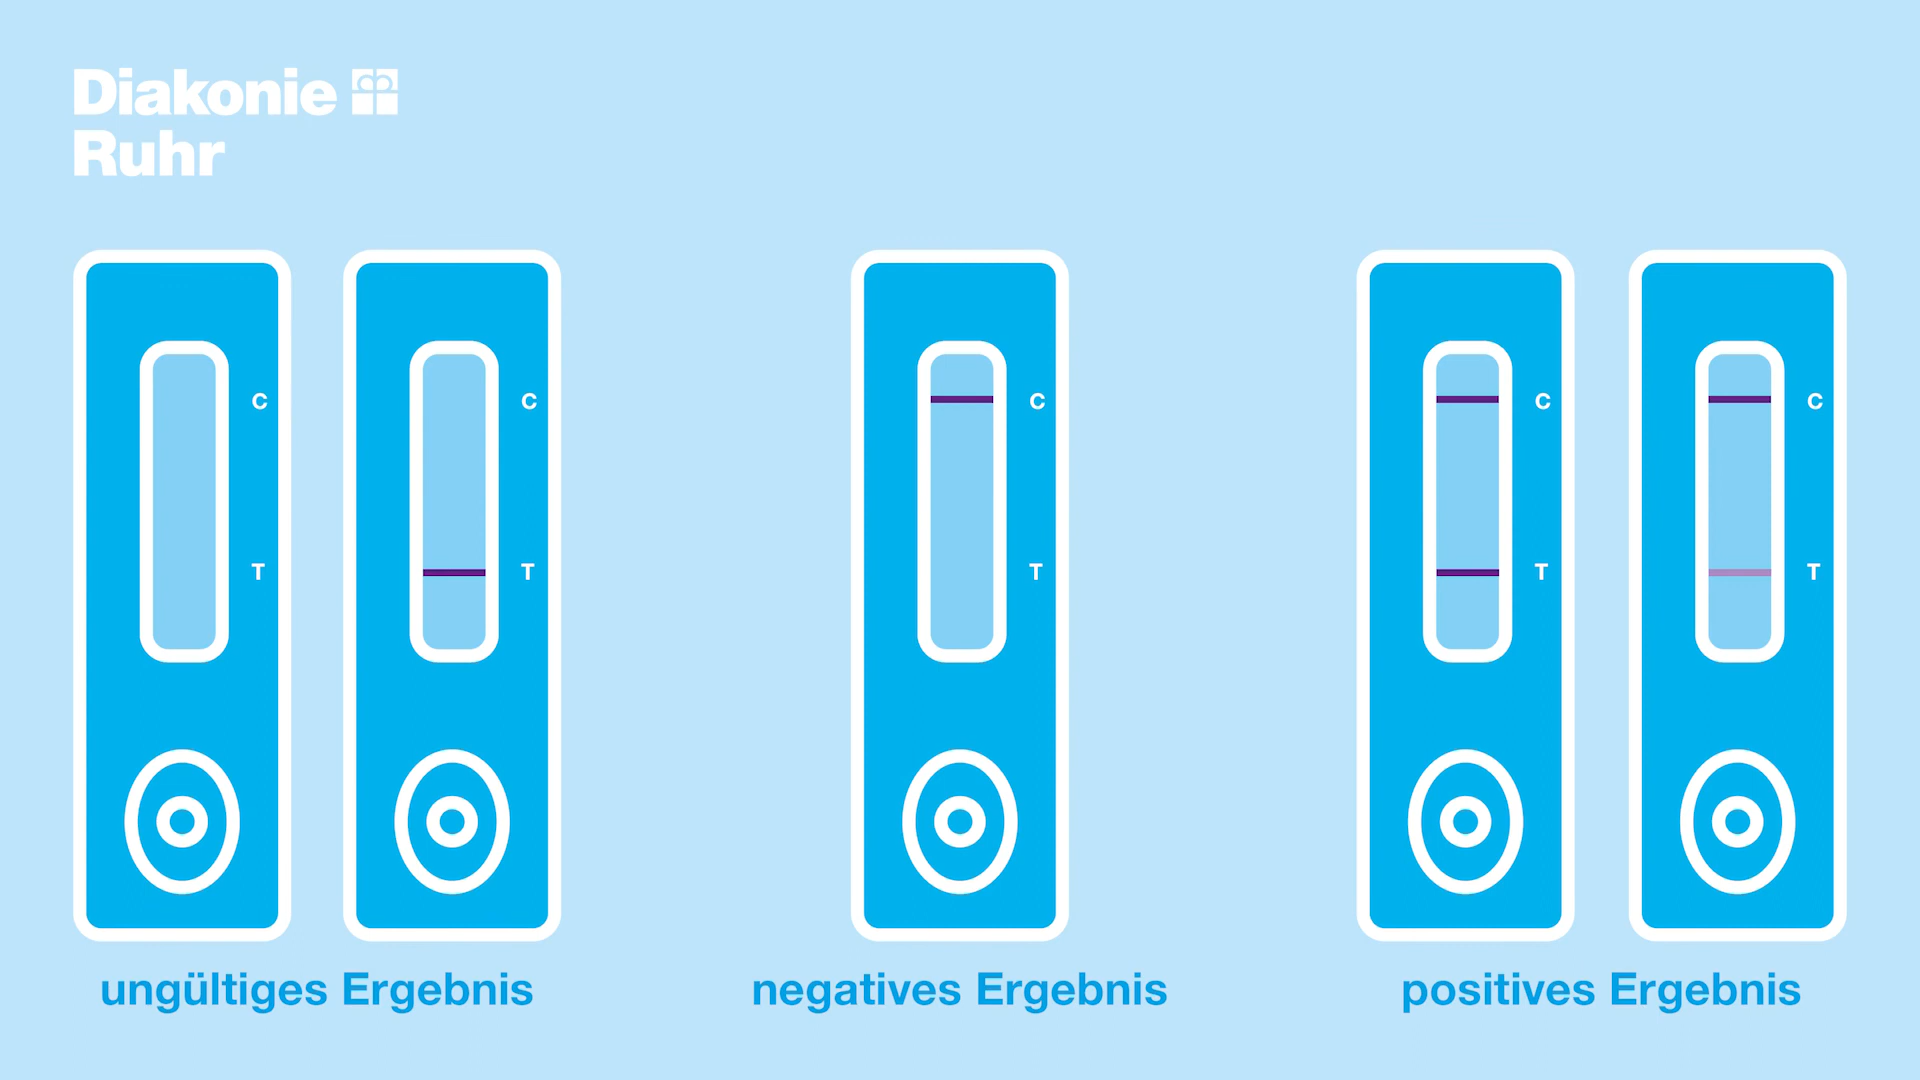 Diakonie
Ruhr
C
T
C
T
C
T
C
T
C
T
ungültiges Ergebnis
negatives Ergebnis
positives Ergebnis